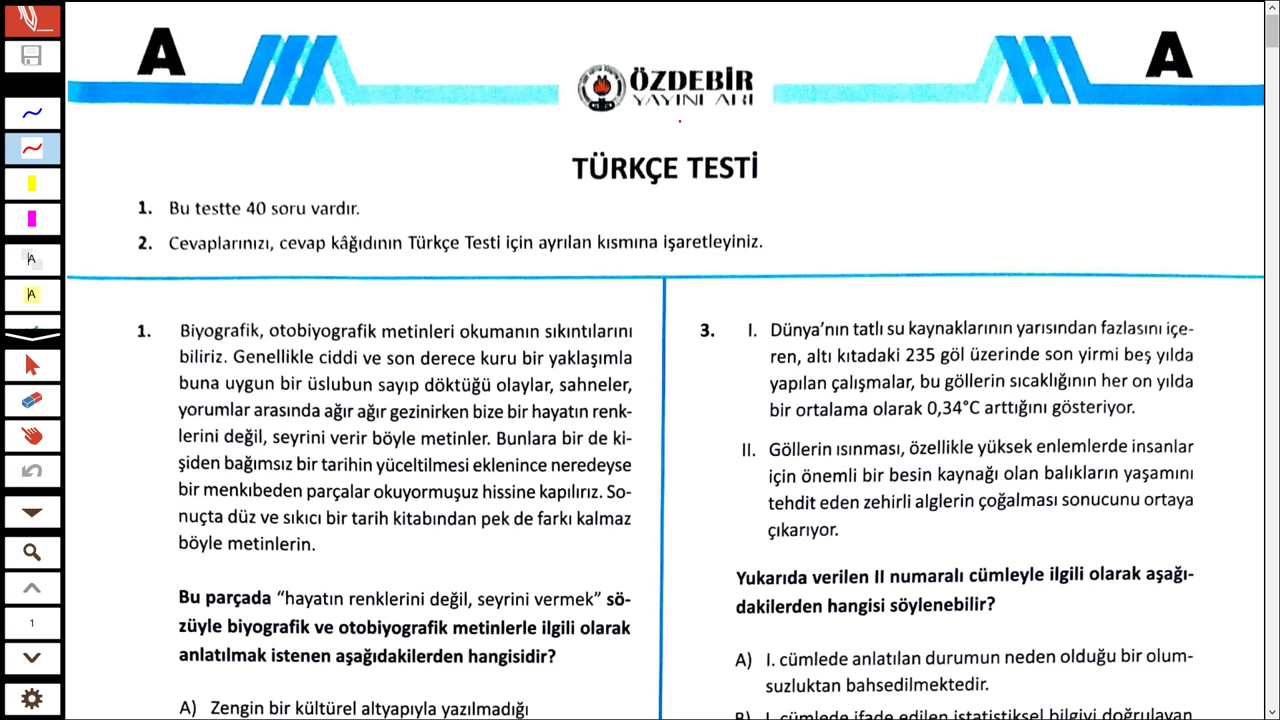 A
A
ÖZDEBİR
YAYINLARI
TÜRKÇE TESTİ
1. Bu testte 40 soru vardır.
2. Cevaplarınızı, cevap kâğıdının Türkçe Testi için ayrılan kısmına işaretleyiniz.
1. Biyografik, otobiyografik metinleri okumanın sıkıntılarını
biliriz. Genellikle ciddi ve son derece kuru bir yaklaşımla
buna uygun bir üslubun sayıp döktüğü olaylar, sahneler,
yorumlar arasında ağır ağır gezinirken bize bir hayatın renk-
lerini değil, seyrini verir böyle metinler. Bunlara bir de ki-
şiden bağımsız bir tarihin yüceltilmesi eklenince neredeyse
bir menkıbeden parçalar okuyormuşuz hissine kapılırız. So-
nuçta düz ve sıkıcı bir tarih kitabından pek de farkı kalmaz
böyle metinlerin.
Bu parçada "hayatın renklerini değil, seyrini vermek" sö-
züyle biyografik ve otobiyografik metinlerle ilgili olarak
anlatılmak istenen aşağıdakilerden hangisidir?
A) Zengin bir kültürel altyapıyla yazılmadığı
3. I. Dünya'nın tatlı su kaynaklarının yarısından fazlasını içe-
ren, altı kıtadaki 235 göl üzerinde son yirmi beş yılda
yapılan çalışmalar, bu göllerin sıcaklığının her on yılda
bir ortalama olarak 0,34°C arttığını gösteriyor.
II. Göllerin ısınması, özellikle yüksek enlemlerde insanlar
için önemli bir besin kaynağı olan balıkların yaşamını
tehdit eden zehirli alglerin çoğalması sonucunu ortaya
çıkarıyor.
Yukarıda verilen II numaralı cümleyle ilgili olarak aşağı-
dakilerden hangisi söylenebilir?
A) I. cümlede anlatılan durumun neden olduğu bir olum-
suzluktan bahsedilmektedir.
B) I. cümlede ifade edilen istatistiksel bilgiyi doğrulayan
A
A
1